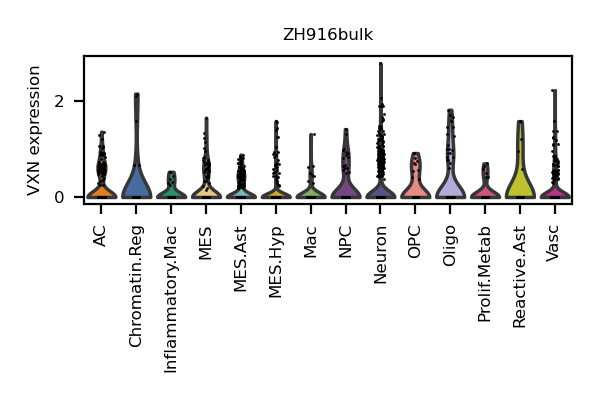 ZH916bulk
VXN expression
2
0
AC
Chromatin.Reg
Inflammatory.Mac
MES
MES.Ast
MES.Hyp
Mac
NPC
Neuron
OPC
Oligo
Prolif.Metab
Reactive.Ast
Vasc